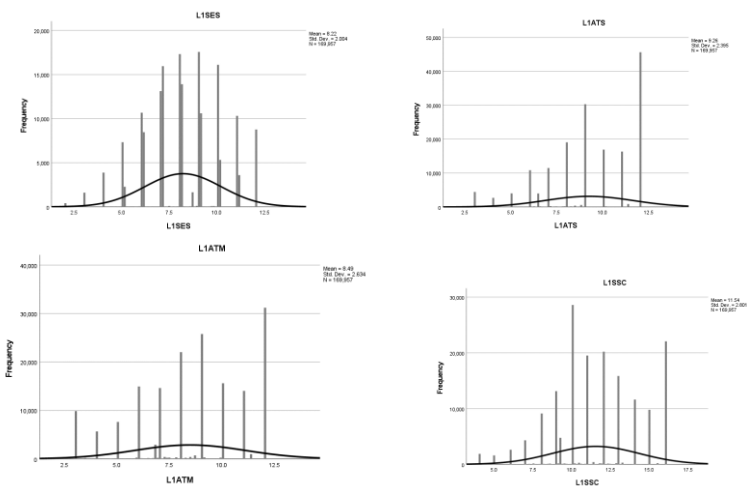 L1SES
Mean = 8.22
Std. Dev. = 2.084
N = 169,857
20,000
15,000
10,000
5,000
0
Frequency
2.5 5.0 7.5 10.0 12.5
L1SES
L1ATS
Mean = 9.26
Std. Dev. = 2.395
N = 169,857
50,000
40,000
30,000
20,000
10,000
0
Frequency
2.5 5.0 7.5 10.0 12.5
L1ATS
L1ATM
Mean = 8.49
Std. Dev. = 2.634
N = 169,857
40,000
30,000
20,000
10,000
0
Frequency
2.5 5.0 7.5 10.0 12.5
L1ATM
L1SSC
Mean = 11.54
Std. Dev. =
N = 169,857
30,000
20,000
10,000
0
Frequency
5.0 7.5 10.0 12.5 15.0 17.5
L1SSC